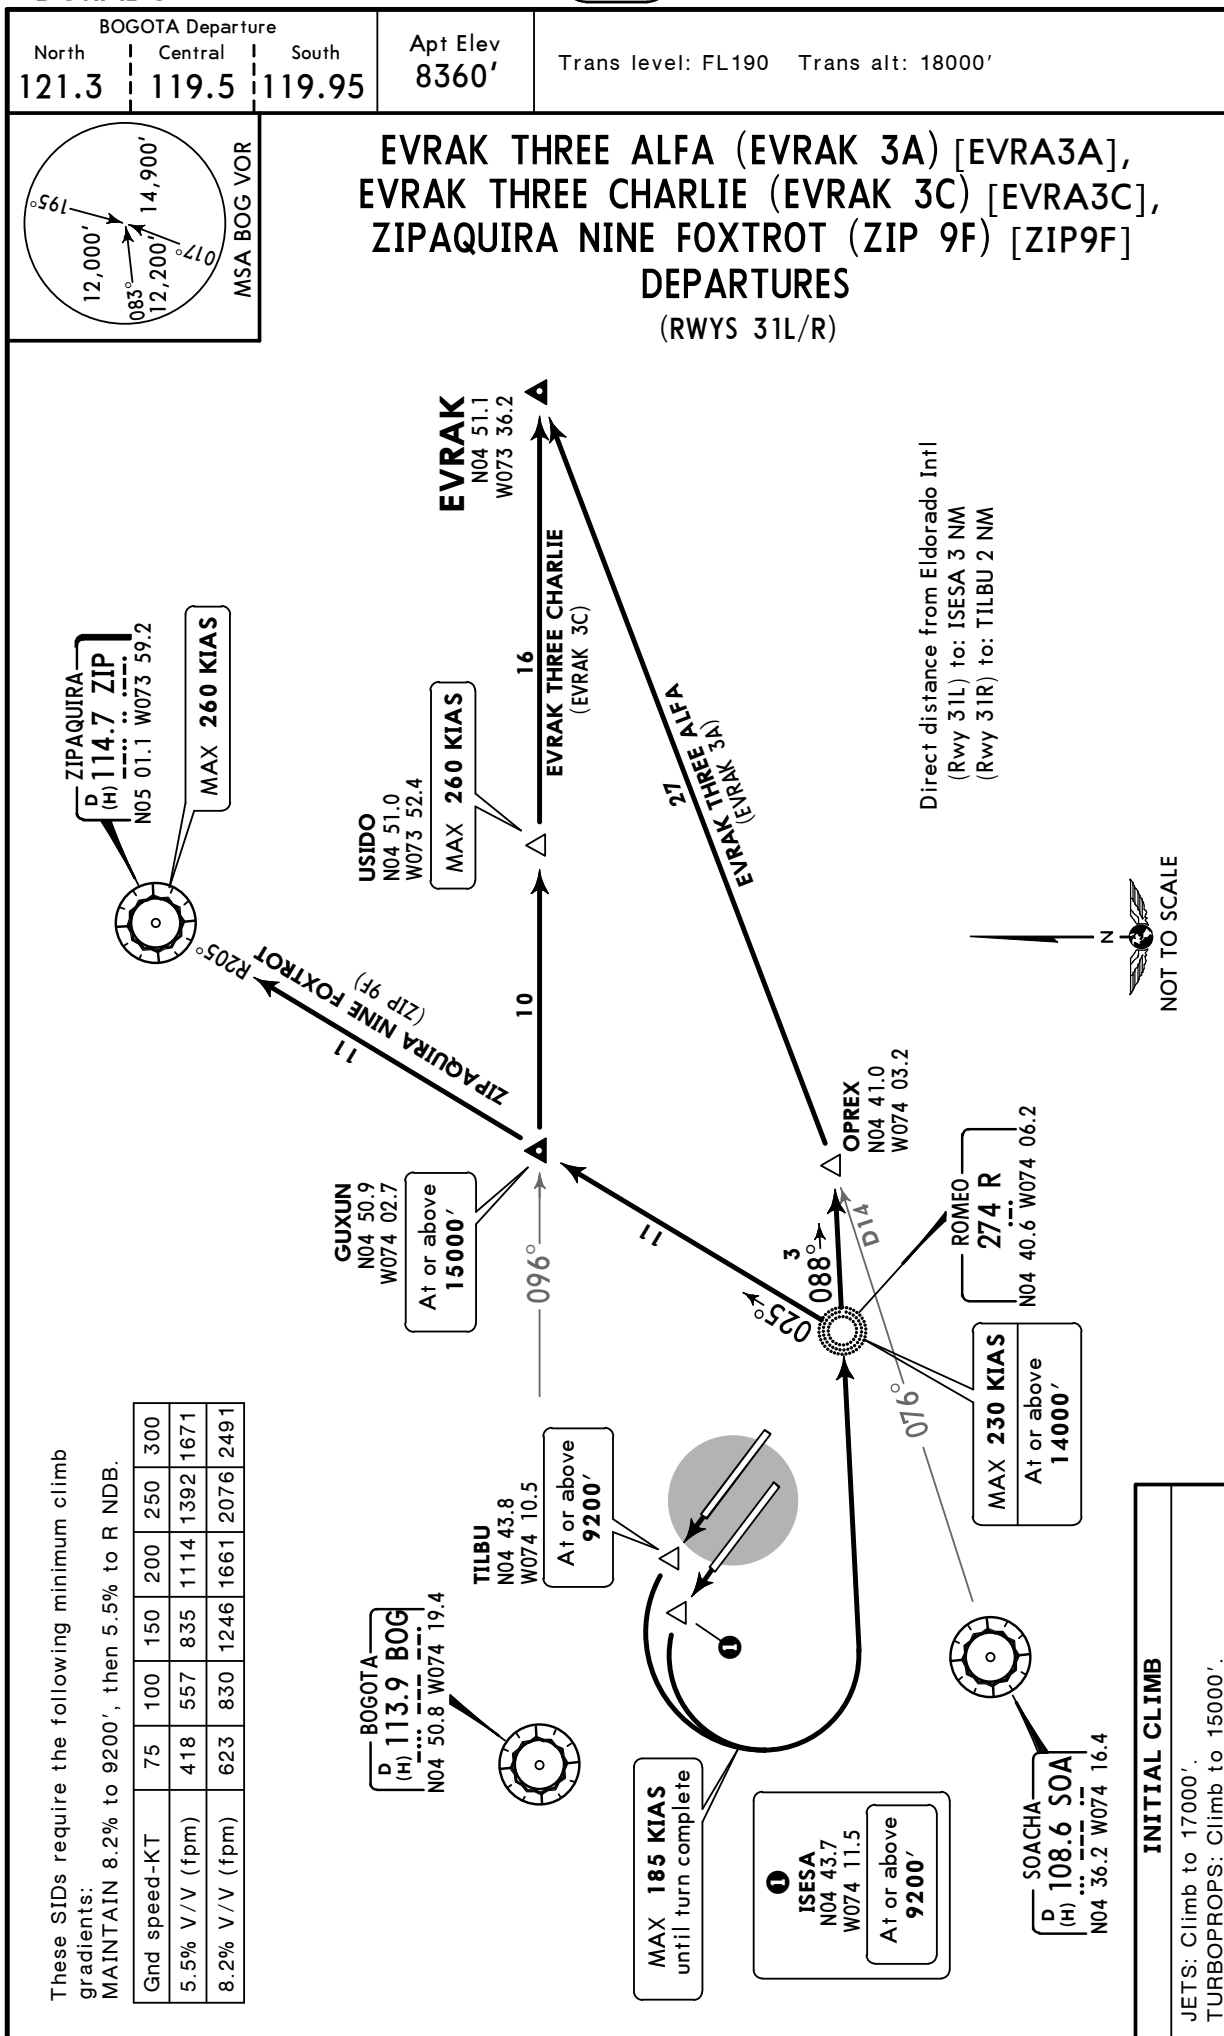 BOGOTA Departure
North Central South
121.3 119.5 119.95
Apt Elev
8360'
Trans level: FL190 Trans alt: 18000'
MSA BOG VOR
195°
14,900'
017°
12,200'
083°
12,000'
EVRAK THREE ALFA (EVRAK 3A) [EVRA3A],
EVRAK THREE CHARLIE (EVRAK 3C) [EVRA3C],
ZIPAQUIRA NINE FOXTROT (ZIP 9F) [ZIP9F]
DEPARTURES
(RWYS 31L/R)
EVRAK
N04 51.1
W073 36.2
ZIPAQUIRA
D
(H) 114.7 ZIP
N05 01.1 W073 59.2
MAX 260 KIAS
R205°
ZIPAQUIRA NINE FOXTROT
(ZIP 9F)
11
USIDO
N04 51.0
W073 52.4
MAX 260 KIAS
16
EVRAK THREE CHARLIE
(EVRAK 3C)
10
27
EVRAK THREE ALFA
(EVRAK 3A)
Direct distance from Eldorado Intl
(Rwy 31L) to: ISESA 3 NM
(Rwy 31R) to: TILBU 2 NM
N
NOT TO SCALE
GUXUN
N04 50.9
W074 02.7
At or above
15000'
096°
11
025°
3
088°
OPREX
N04 41.0
W074 03.2
D14
076°
ROMEO
274 R
N04 40.6 W074 06.2
MAX 230 KIAS
At or above
14000'
TILBU
N04 43.8
W074 10.5
At or above
9200'
1
BOGOTA
D
(H) 113.9 BOG
N04 50.8 W074 19.4
MAX 185 KIAS
until turn complete
1
ISESA
N04 43.7
W074 11.5
At or above
9200'
SOACHA
D
(H) 108.6 SOA
N04 36.2 W074 16.4
These SIDs require the following minimum climb
gradients:
MAINTAIN 8.2% to 9200', then 5.5% to R NDB.
Gnd speed-KT 75 100 150 200 250 300
5.5% V/V (fpm) 418 557 835 1114 1392 1671
8.2% V/V (fpm) 623 830 1246 1661 2076 2491
INITIAL CLIMB
JETS: Climb to 17000'.
TURBOPROPS: Climb to 15000'.